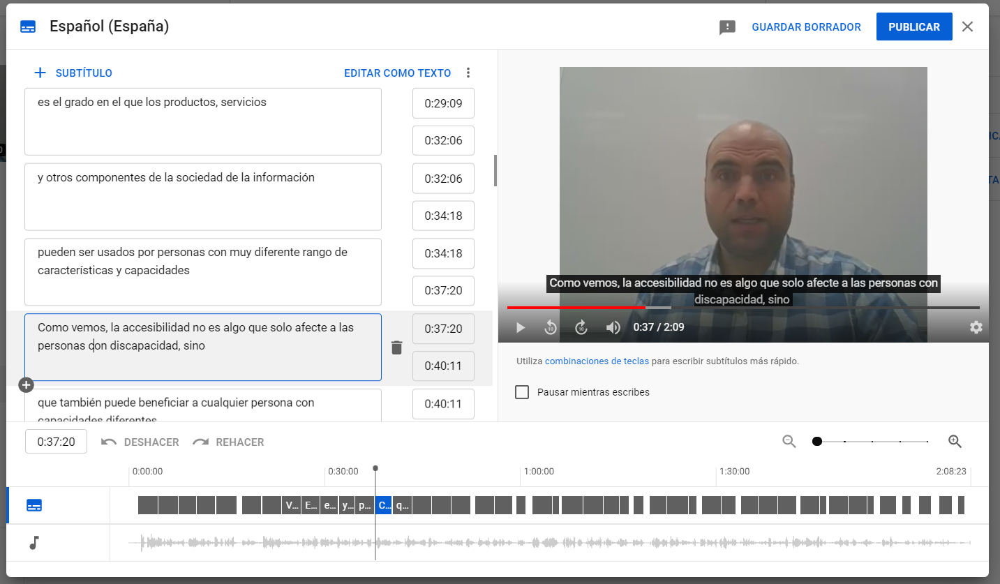 Español (España)
GUARDAR BORRADOR
PUBLICAR
SUBTÍTULO
EDITAR COMO TEXTO
es el grado en el que los productos, servicios
0:29:09
0:32:06
y otros componentes de la sociedad de la información
0:32:06
0:34:18
pueden ser usados por personas con muy diferente rango de
características y capacidades
0:34:18
0:37:20
Como vemos, la accesibilidad no es algo que solo afecte a las
personas con discapacidad, sino
0:37:20
0:40:11
que también puede beneficiar a cualquier persona con
capacidades diferentes
0:40:11
Como vemos, la accesibilidad no es algo que solo afecte a las personas con
discapacidad, sino
10
10
0:37 / 2:09
Utiliza combinaciones de teclas para escribir subtítulos más rápido.
Pausar mientras escribes
0:37:20
DESHACER
REHACER
0:00:00
0:30:00
1:00:00
1:30:00
2:08:23
V...
E...
e...
y...
p...
C...
q...